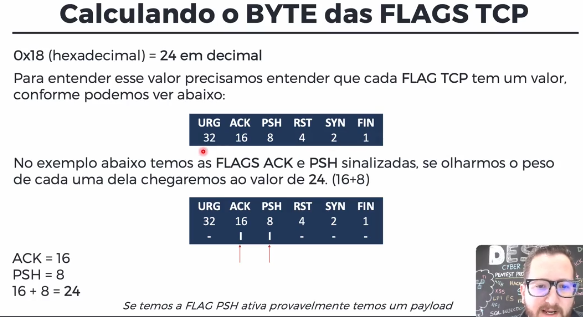 Calculando o BYTE das FLAGS TCP
0x18 (hexadecimal) = 24 em decimal
Para entender esse valor precisamos entender que cada FLAG TCP tem um valor,
conforme podemos ver abaixo:
URG ACK PSH RST SYN FIN
32 16 8 4 2 1
No exemplo abaixo temos as FLAGS ACK e PSH sinalizadas, se olharmos o peso
de cada uma dela chegaremos ao valor de 24. (16+8)
URG ACK PSH RST SYN FIN
32 16 8 4 2 1
- I I - - -
ACK = 16
PSH = 8
16 + 8 = 24
Se temos a FLAG PSH ativa provavelmente temos um payload
CYBER